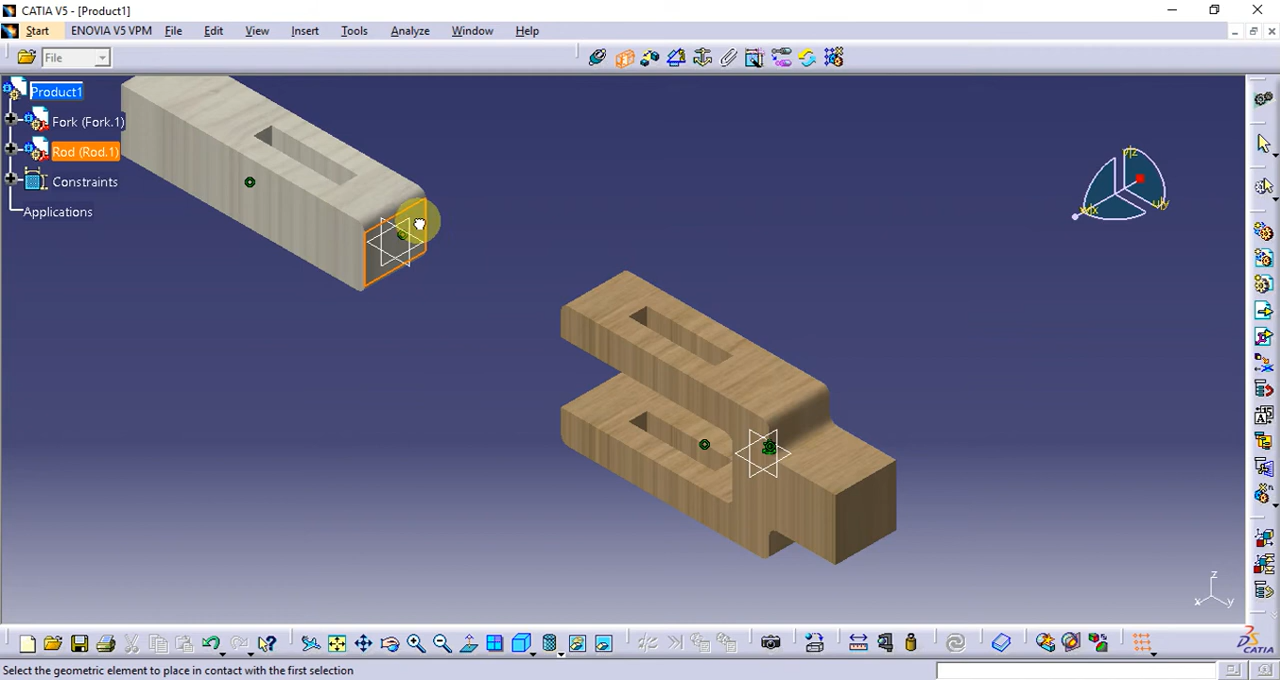 CATIA V5 - [Product1]
Start ENOVIA V5 VPM File Edit View Insert Tools Analyze Window Help
File
Product1
Fork (Fork.1)
Rod (Rod.1)
Constraints
Applications
v|z
w|x u|y
z
x y
CATIA
Select the geometric element to place in contact with the first selection